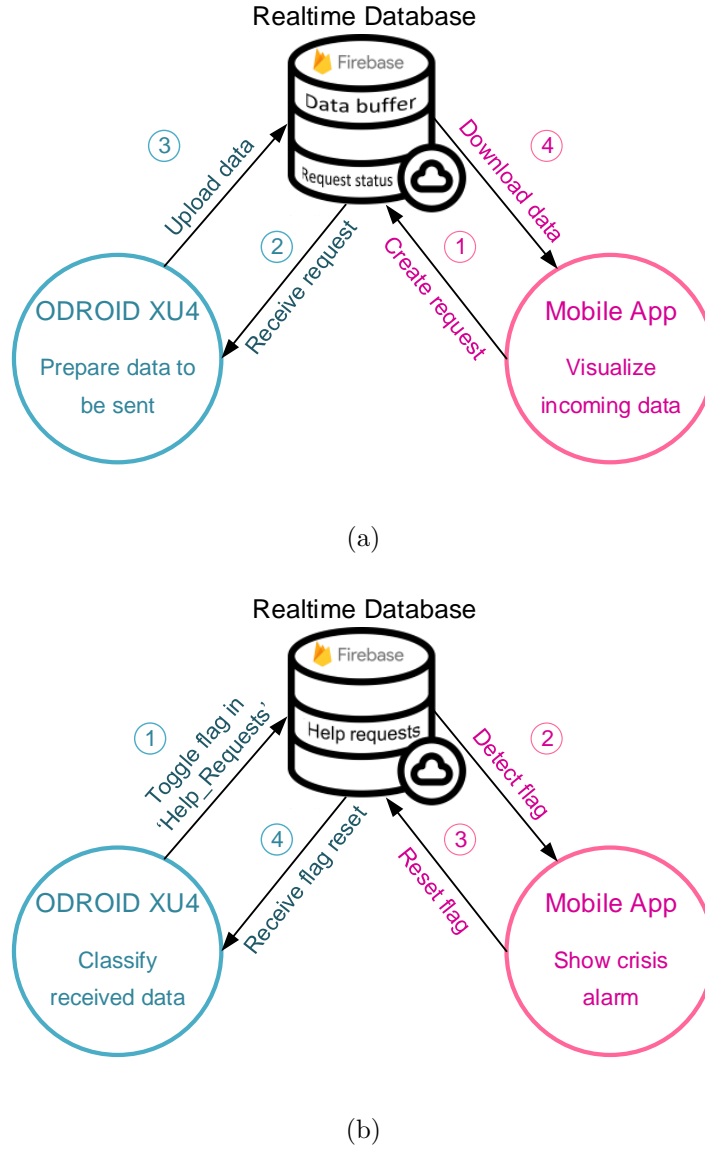 Realtime Database
Firebase
Data buffer
Request status
3
Upload data
4
Download data
2
Receive request
1
Create request
ODROID XU4
Prepare data to
be sent
Mobile App
Visualize
incoming data
(a)
Realtime Database
Firebase
Help requests
1
Toggle flag in
‘Help_Requests’
2
Detect flag
4
Receive flag reset
3
Reset flag
ODROID XU4
Classify
received data
Mobile App
Show crisis
alarm
(b)